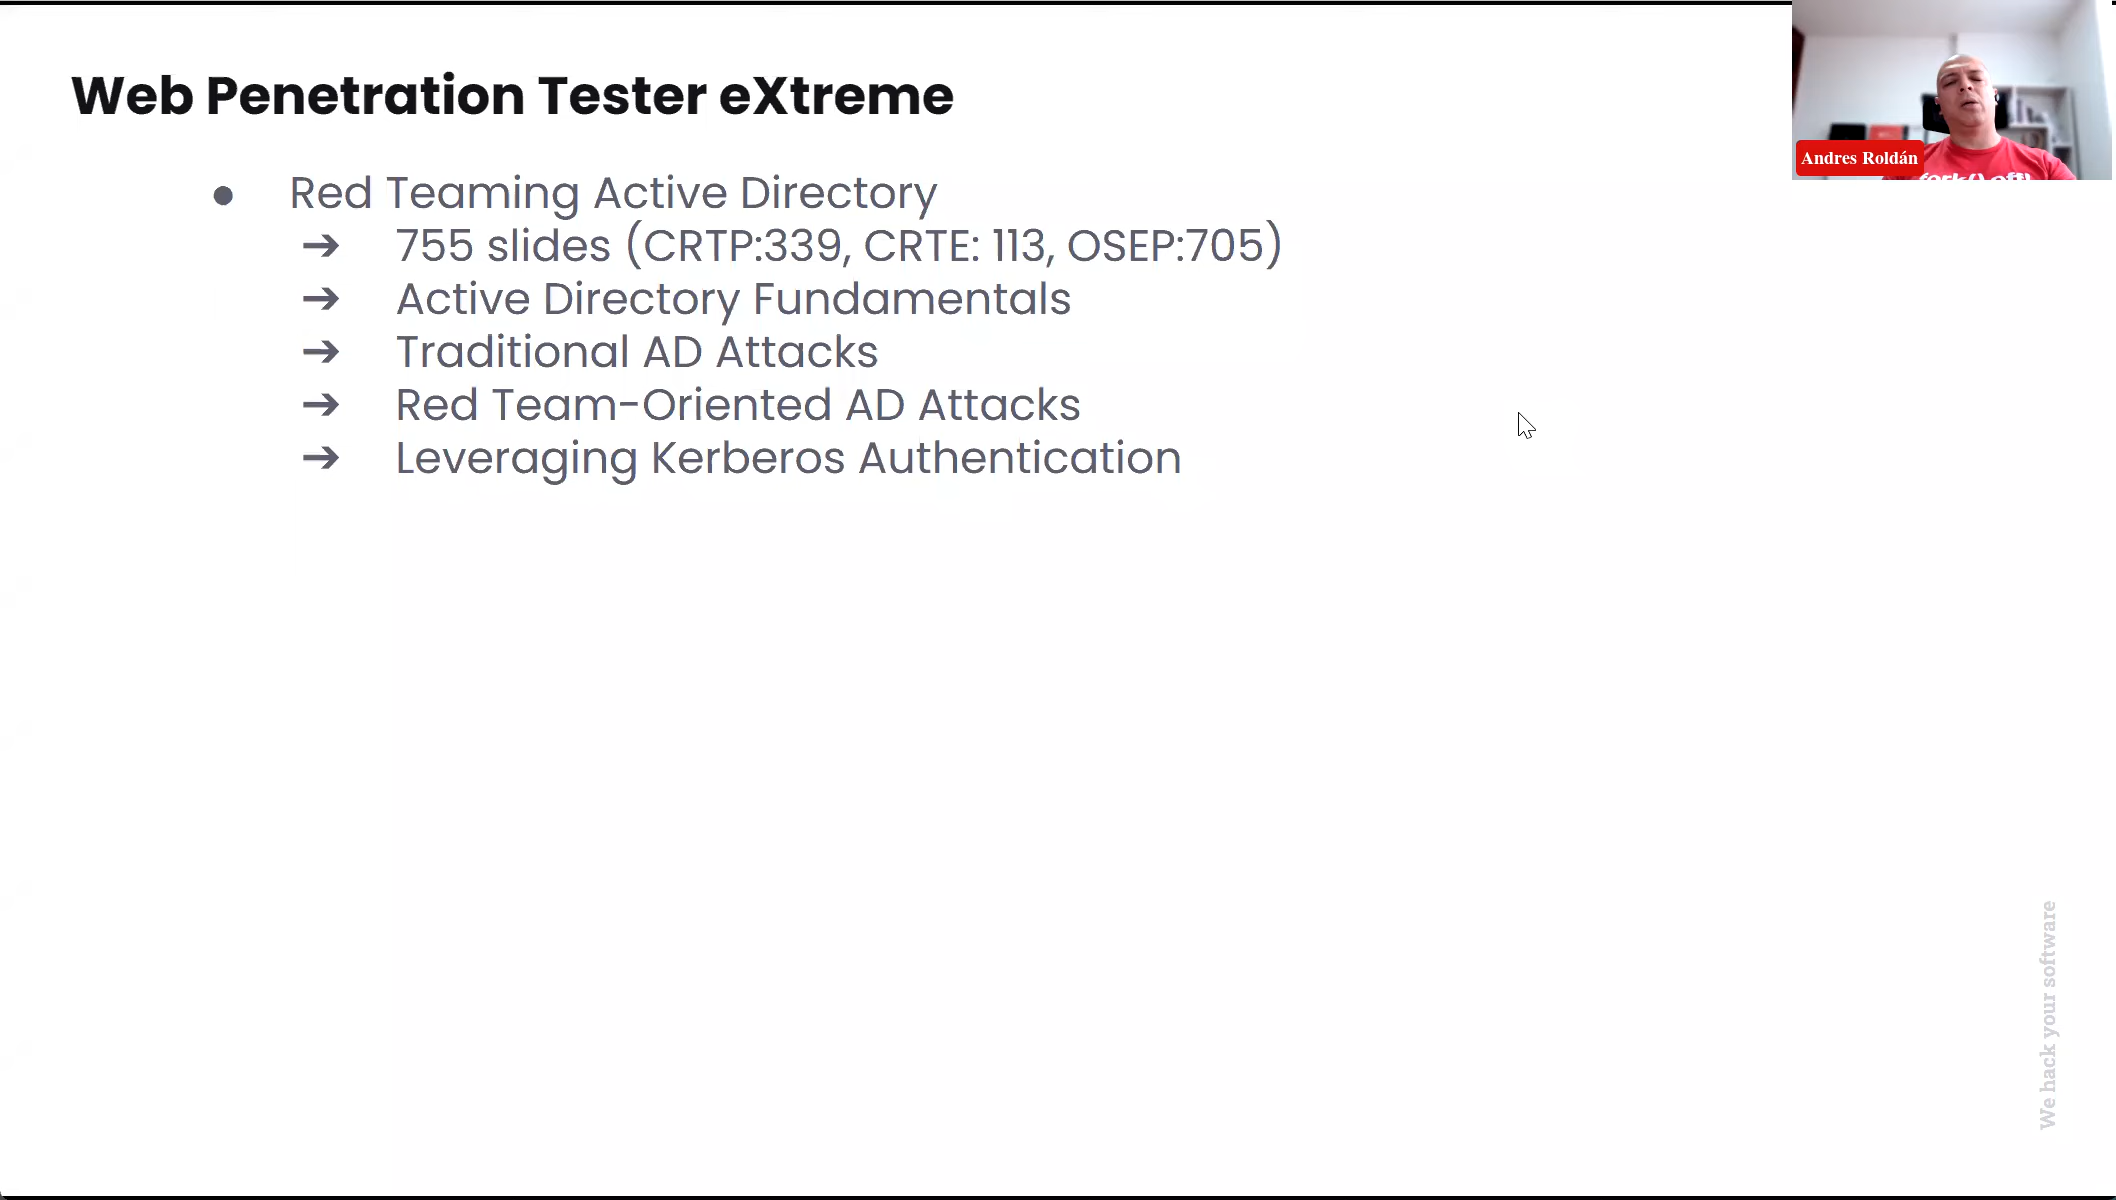 Web Penetration Tester eXtreme
Andres Roldán
● Red Teaming Active Directory
➔ 755 slides (CRTP:339, CRTE: 113, OSEP:705)
➔ Active Directory Fundamentals
➔ Traditional AD Attacks
➔ Red Team-Oriented AD Attacks
➔ Leveraging Kerberos Authentication
We hack your software